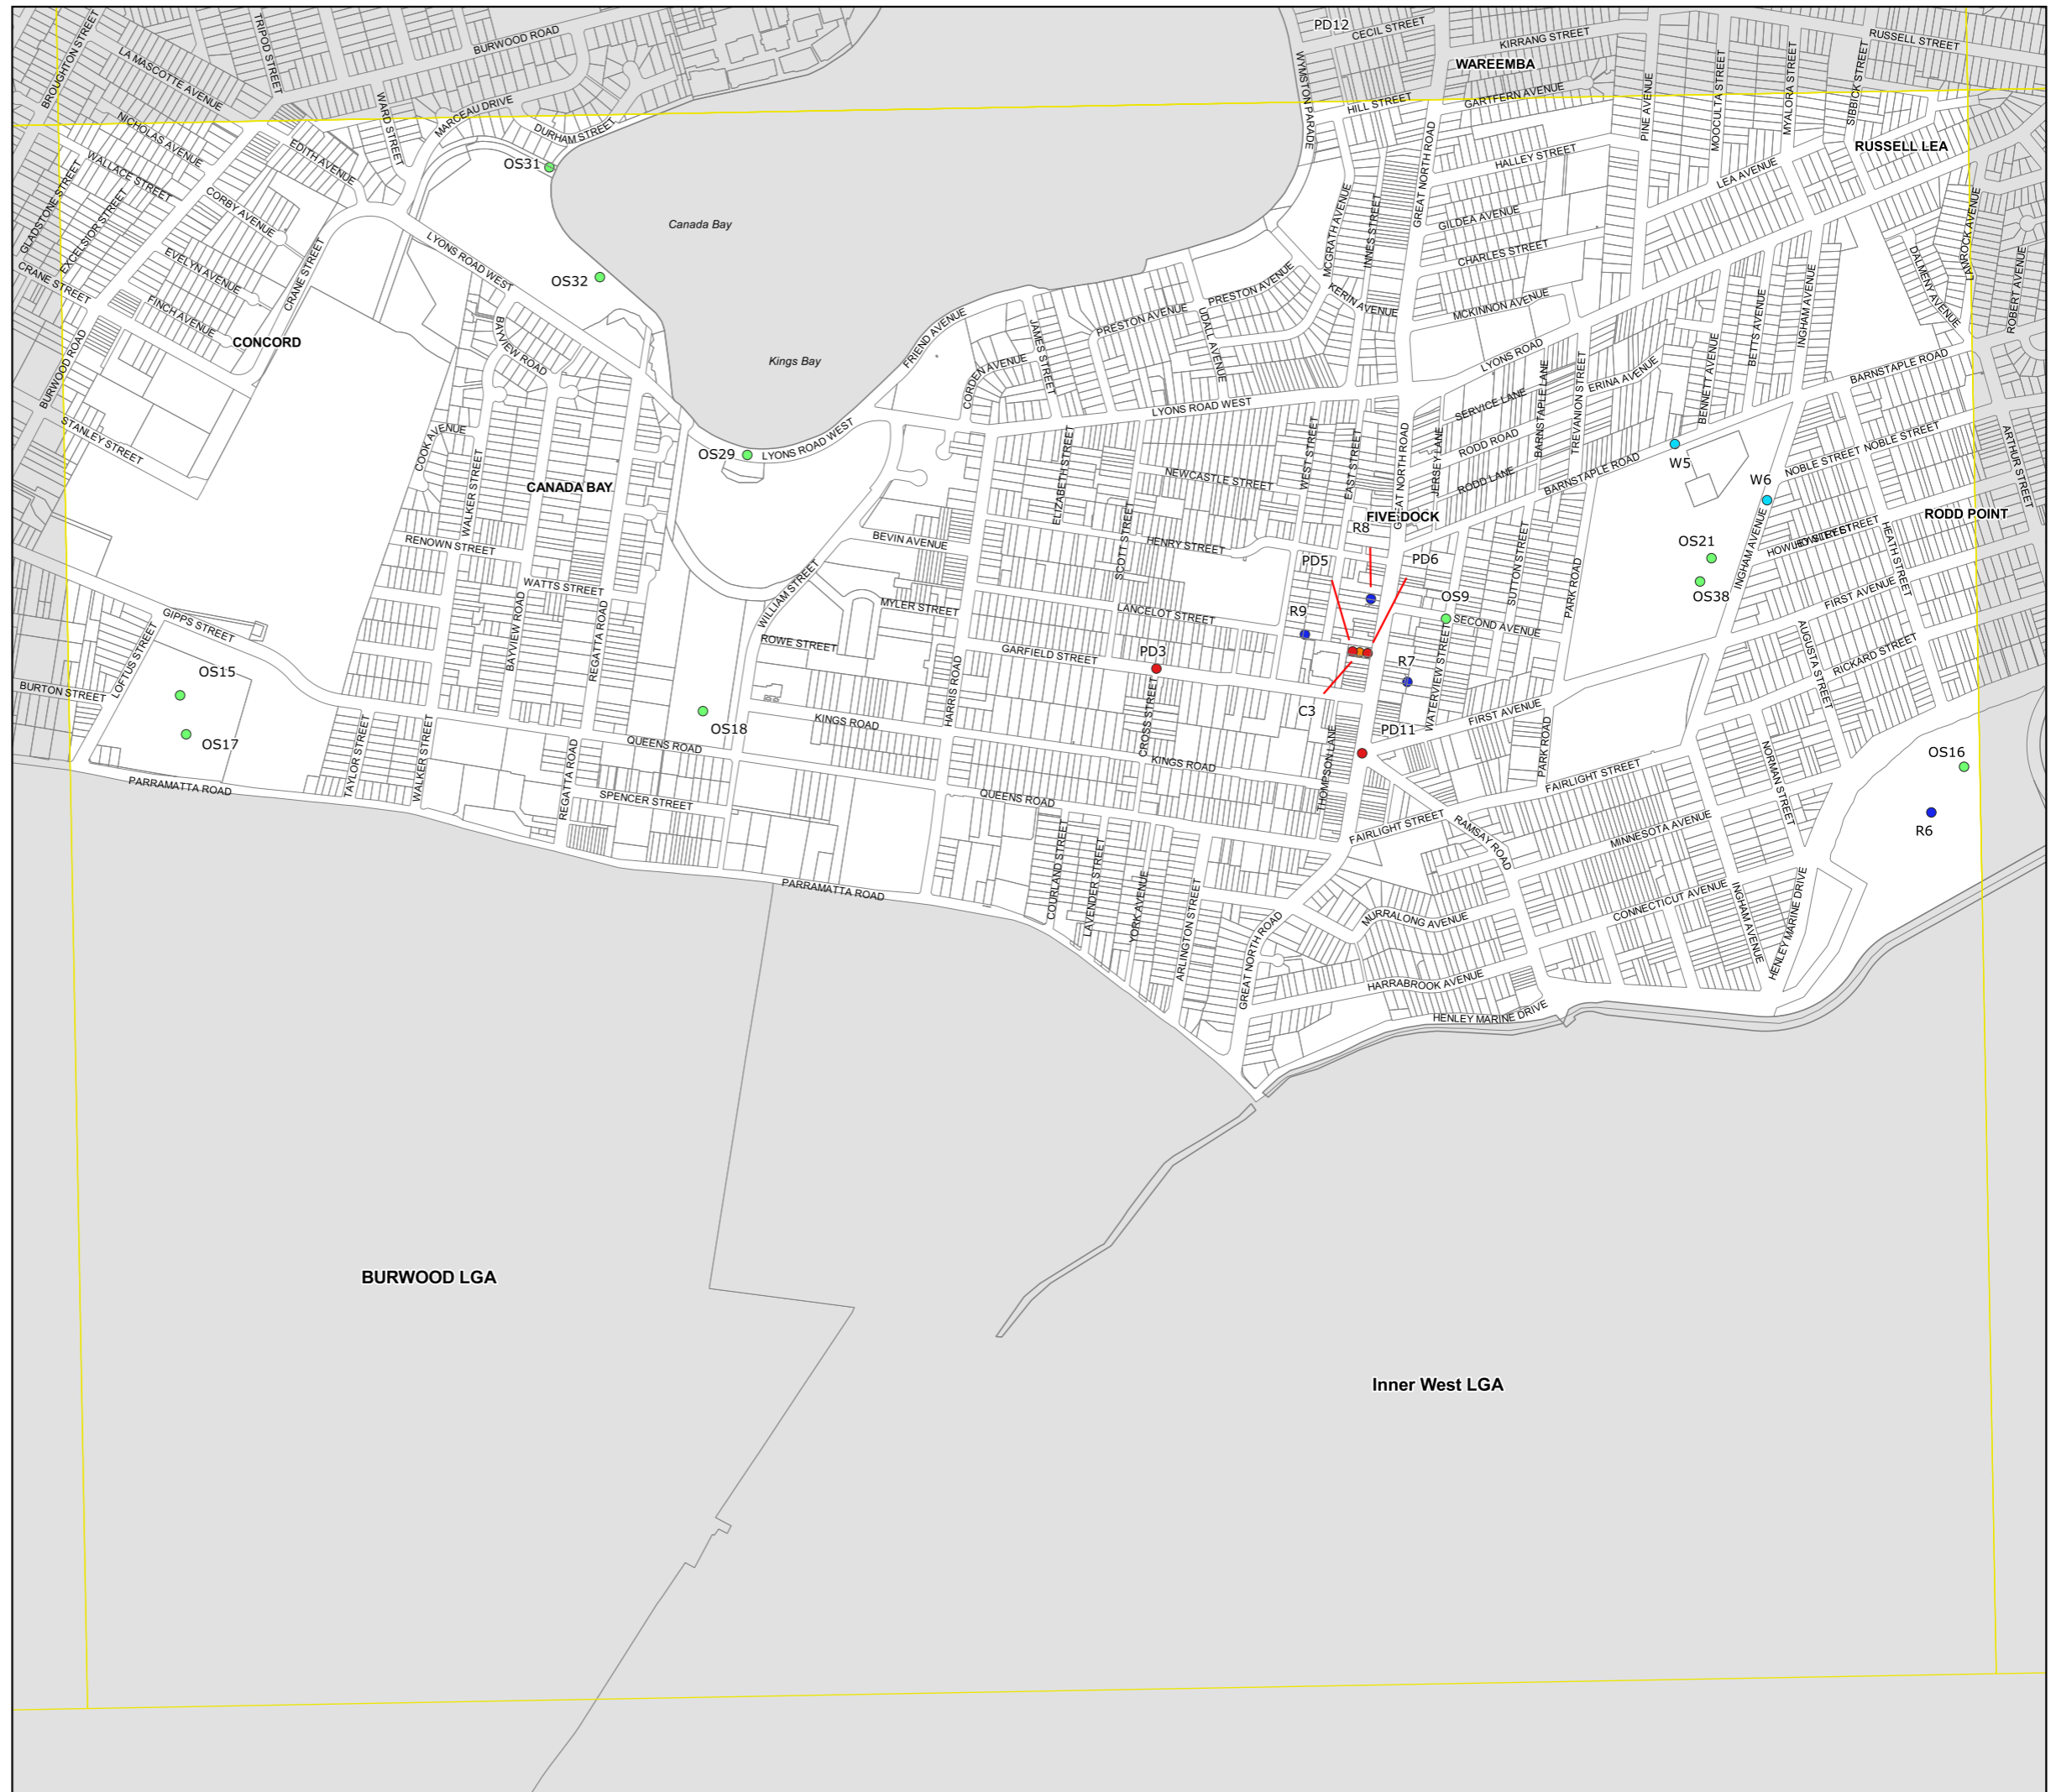 PD12
CECIL STREET
KIRRANG STREET
RUSSELL STREET
WAREEMBA
BROUGHTON STREET
LA MASCOTTE AVENUE
TRIPOD STREET
BURWOOD ROAD
WARD STREET
MARCEAU DRIVE
DURHAM STREET
NICHOLAS AVENUE
WALLACE STREET
EDITH AVENUE
GLADSTONE STREET
EXCELSIOR STREET
CORBY AVENUE
EVELYN AVENUE
CRANE STREET
CRANE STREET
FINCH AVENUE
CONCORD
BURWOOD ROAD
STANLEY STREET
OS31
OS32
LYONS ROAD WEST
BAYVIEW ROAD
Canada Bay
Kings Bay
WYMSTON PARADE
HILL STREET
GARTFERN AVENUE
PINE AVENUE
MOOCULTA STREET
MYALORA STREET
SIBBICK STREET
RUSSELL LEA
HALLEY STREET
LEA AVENUE
GREAT NORTH ROAD
GILDEA AVENUE
CHARLES STREET
MCGRATH AVENUE
INNES STREET
KERIN AVENUE
MCKINNON AVENUE
LAMROCK AVENUE
DALMENY AVENUE
ROBERT AVENUE
INGHAM AVENUE
BETTS AVENUE
BENNETT AVENUE
BARNSTAPLE ROAD
FRIEND AVENUE
CORDEN AVENUE
JAMES STREET
PRESTON AVENUE
PRESTON AVENUE
UDALL AVENUE
LYONS ROAD WEST
LYONS ROAD
SERVICE LANE
ERINA AVENUE
BARNSTAPLE LANE
TREVANION STREET
RODD ROAD
RODD LANE
JERSEY LANE
BARNSTAPLE ROAD
GREAT NORTH ROAD
EAST STREET
WEST STREET
COOK AVENUE
WALKER STREET
CANADA BAY
OS29
LYONS ROAD WEST
ELIZABETH STREET
NEWCASTLE STREET
SCOTT STREET
HENRY STREET
FIVE DOCK
R8
W5
W6
NOBLE STREET
NOBLE STREET
ARTHUR STREET
RODD POINT
HEATH STREET
HOWLEY STREET
INGHAM AVENUE
OS21
OS38
FIRST AVENUE
AUGUSTA STREET
RICKARD STREET
RENOWN STREET
WATTS STREET
BAYVIEW ROAD
REGATTA ROAD
BEVIN AVENUE
WILLIAM STREET
MYLER STREET
LANCELOT STREET
ROWE STREET
GARFIELD STREET
HARRIS ROAD
PD3
CROSS STREET
PD5
PD6
OS9
R9
R7
C3
PD11
SECOND AVENUE
SUTTON STREET
PARK ROAD
WATERVIEW STREET
FIRST AVENUE
PARK ROAD
THOMPSON LANE
GIPPS STREET
LOFTUS STREET
BURTON STREET
OS15
OS17
OS18
PARRAMATTA ROAD
TAYLOR STREET
WALKER STREET
QUEENS ROAD
KINGS ROAD
REGATTA ROAD
SPENCER STREET
KINGS ROAD
QUEENS ROAD
PARRAMATTA ROAD
COURLAND STREET
LAVENDER STREET
YORK AVENUE
ARLINGTON STREET
GREAT NORTH ROAD
FAIRLIGHT STREET
FAIRLIGHT STREET
RAMSAY ROAD
MINNESOTA AVENUE
NORMAN STREET
CONNECTICUT AVENUE
INGHAM AVENUE
HENLEY MARINE DRIVE
MURRALONG AVENUE
HARRABROOK AVENUE
HENLEY MARINE DRIVE
OS16
R6
BURWOOD LGA
Inner West LGA